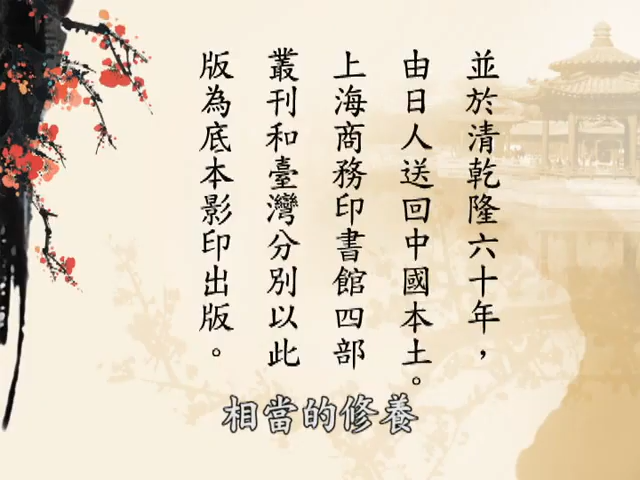 並於清乾隆六十年，
由日人送回中國本土。
上海商務印書館四部
叢刊和臺灣分別以此
版為底本影印出版。
相當的修養